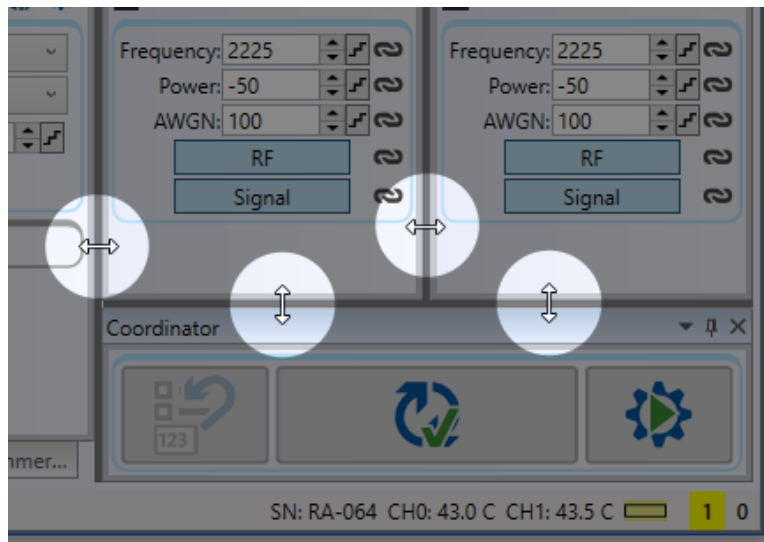 Frequency: 2225 Frequency: 2225
Power: -50 Power: -50
AWGN: 100 AWGN: 100
RF RF
Signal Signal
Coordinator
123
SN: RA-064 CH0: 43.0 C CH1: 43.5 C 1 0